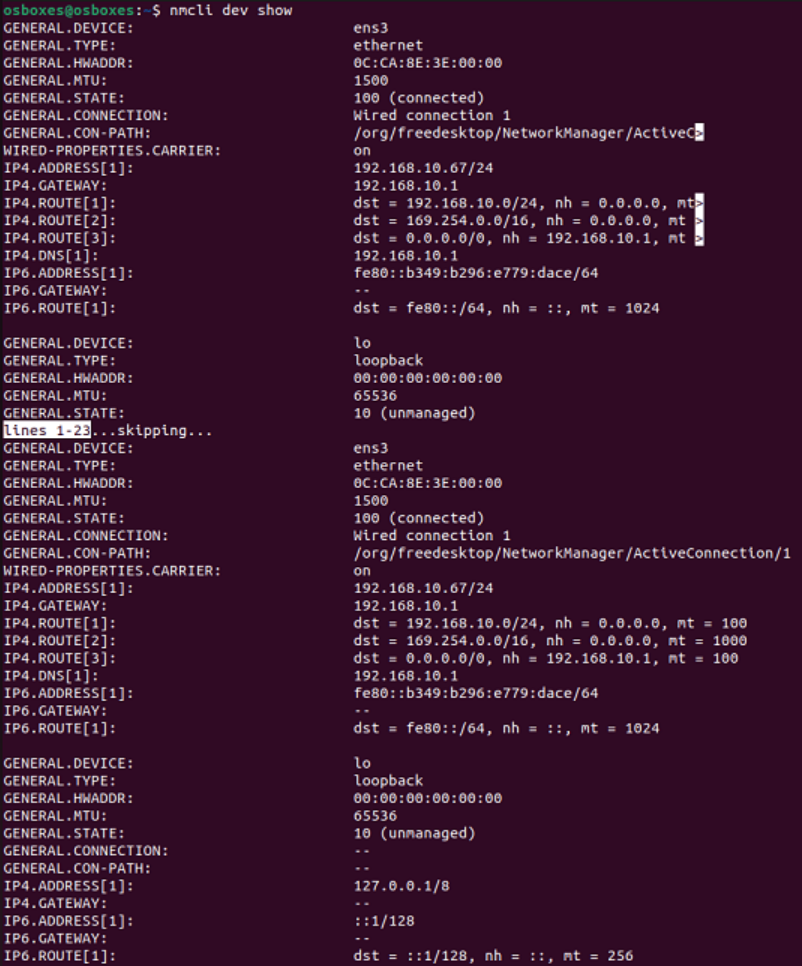 osboxes@osboxes:~$ nmcli dev show
GENERAL.DEVICE: ens3
GENERAL.TYPE: ethernet
GENERAL.HWADDR: 0C:CA:8E:3E:00:00
GENERAL.MTU: 1500
GENERAL.STATE: 100 (connected)
GENERAL.CONNECTION: Wired connection 1
GENERAL.CON-PATH: /org/freedesktop/NetworkManager/ActiveC>
WIRED-PROPERTIES.CARRIER: on
IP4.ADDRESS[1]: 192.168.10.67/24
IP4.GATEWAY: 192.168.10.1
IP4.ROUTE[1]: dst = 192.168.10.0/24, nh = 0.0.0.0, mt>
IP4.ROUTE[2]: dst = 169.254.0.0/16, nh = 0.0.0.0, mt >
IP4.ROUTE[3]: dst = 0.0.0.0/0, nh = 192.168.10.1, mt >
IP4.DNS[1]: 192.168.10.1
IP6.ADDRESS[1]: fe80::b349:b296:e779:dace/64
IP6.GATEWAY: --
IP6.ROUTE[1]: dst = fe80::/64, nh = ::, mt = 1024
GENERAL.DEVICE: lo
GENERAL.TYPE: loopback
GENERAL.HWADDR: 00:00:00:00:00:00
GENERAL.MTU: 65536
GENERAL.STATE: 10 (unmanaged)
lines 1-23...skipping...
GENERAL.DEVICE: ens3
GENERAL.TYPE: ethernet
GENERAL.HWADDR: 0C:CA:8E:3E:00:00
GENERAL.MTU: 1500
GENERAL.STATE: 100 (connected)
GENERAL.CONNECTION: Wired connection 1
GENERAL.CON-PATH: /org/freedesktop/NetworkManager/ActiveConnection/1
WIRED-PROPERTIES.CARRIER: on
IP4.ADDRESS[1]: 192.168.10.67/24
IP4.GATEWAY: 192.168.10.1
IP4.ROUTE[1]: dst = 192.168.10.0/24, nh = 0.0.0.0, mt = 100
IP4.ROUTE[2]: dst = 169.254.0.0/16, nh = 0.0.0.0, mt = 1000
IP4.ROUTE[3]: dst = 0.0.0.0/0, nh = 192.168.10.1, mt = 100
IP4.DNS[1]: 192.168.10.1
IP6.ADDRESS[1]: fe80::b349:b296:e779:dace/64
IP6.GATEWAY: --
IP6.ROUTE[1]: dst = fe80::/64, nh = ::, mt = 1024
GENERAL.DEVICE: lo
GENERAL.TYPE: loopback
GENERAL.HWADDR: 00:00:00:00:00:00
GENERAL.MTU: 65536
GENERAL.STATE: 10 (unmanaged)
GENERAL.CONNECTION: --
GENERAL.CON-PATH: --
IP4.ADDRESS[1]: 127.0.0.1/8
IP4.GATEWAY: --
IP6.ADDRESS[1]: ::1/128
IP6.GATEWAY: --
IP6.ROUTE[1]: dst = ::1/128, nh = ::, mt = 256